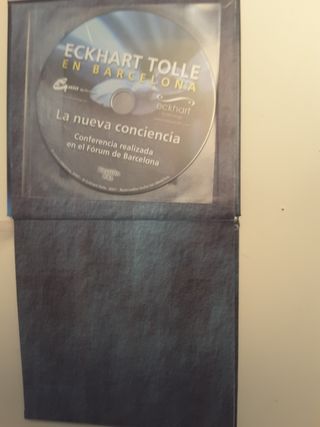 ECKHART TOLLE
EN BARCELONA
eckhart
La nueva conciencia
Conferencia realizada
en el Fórum de Barcelona